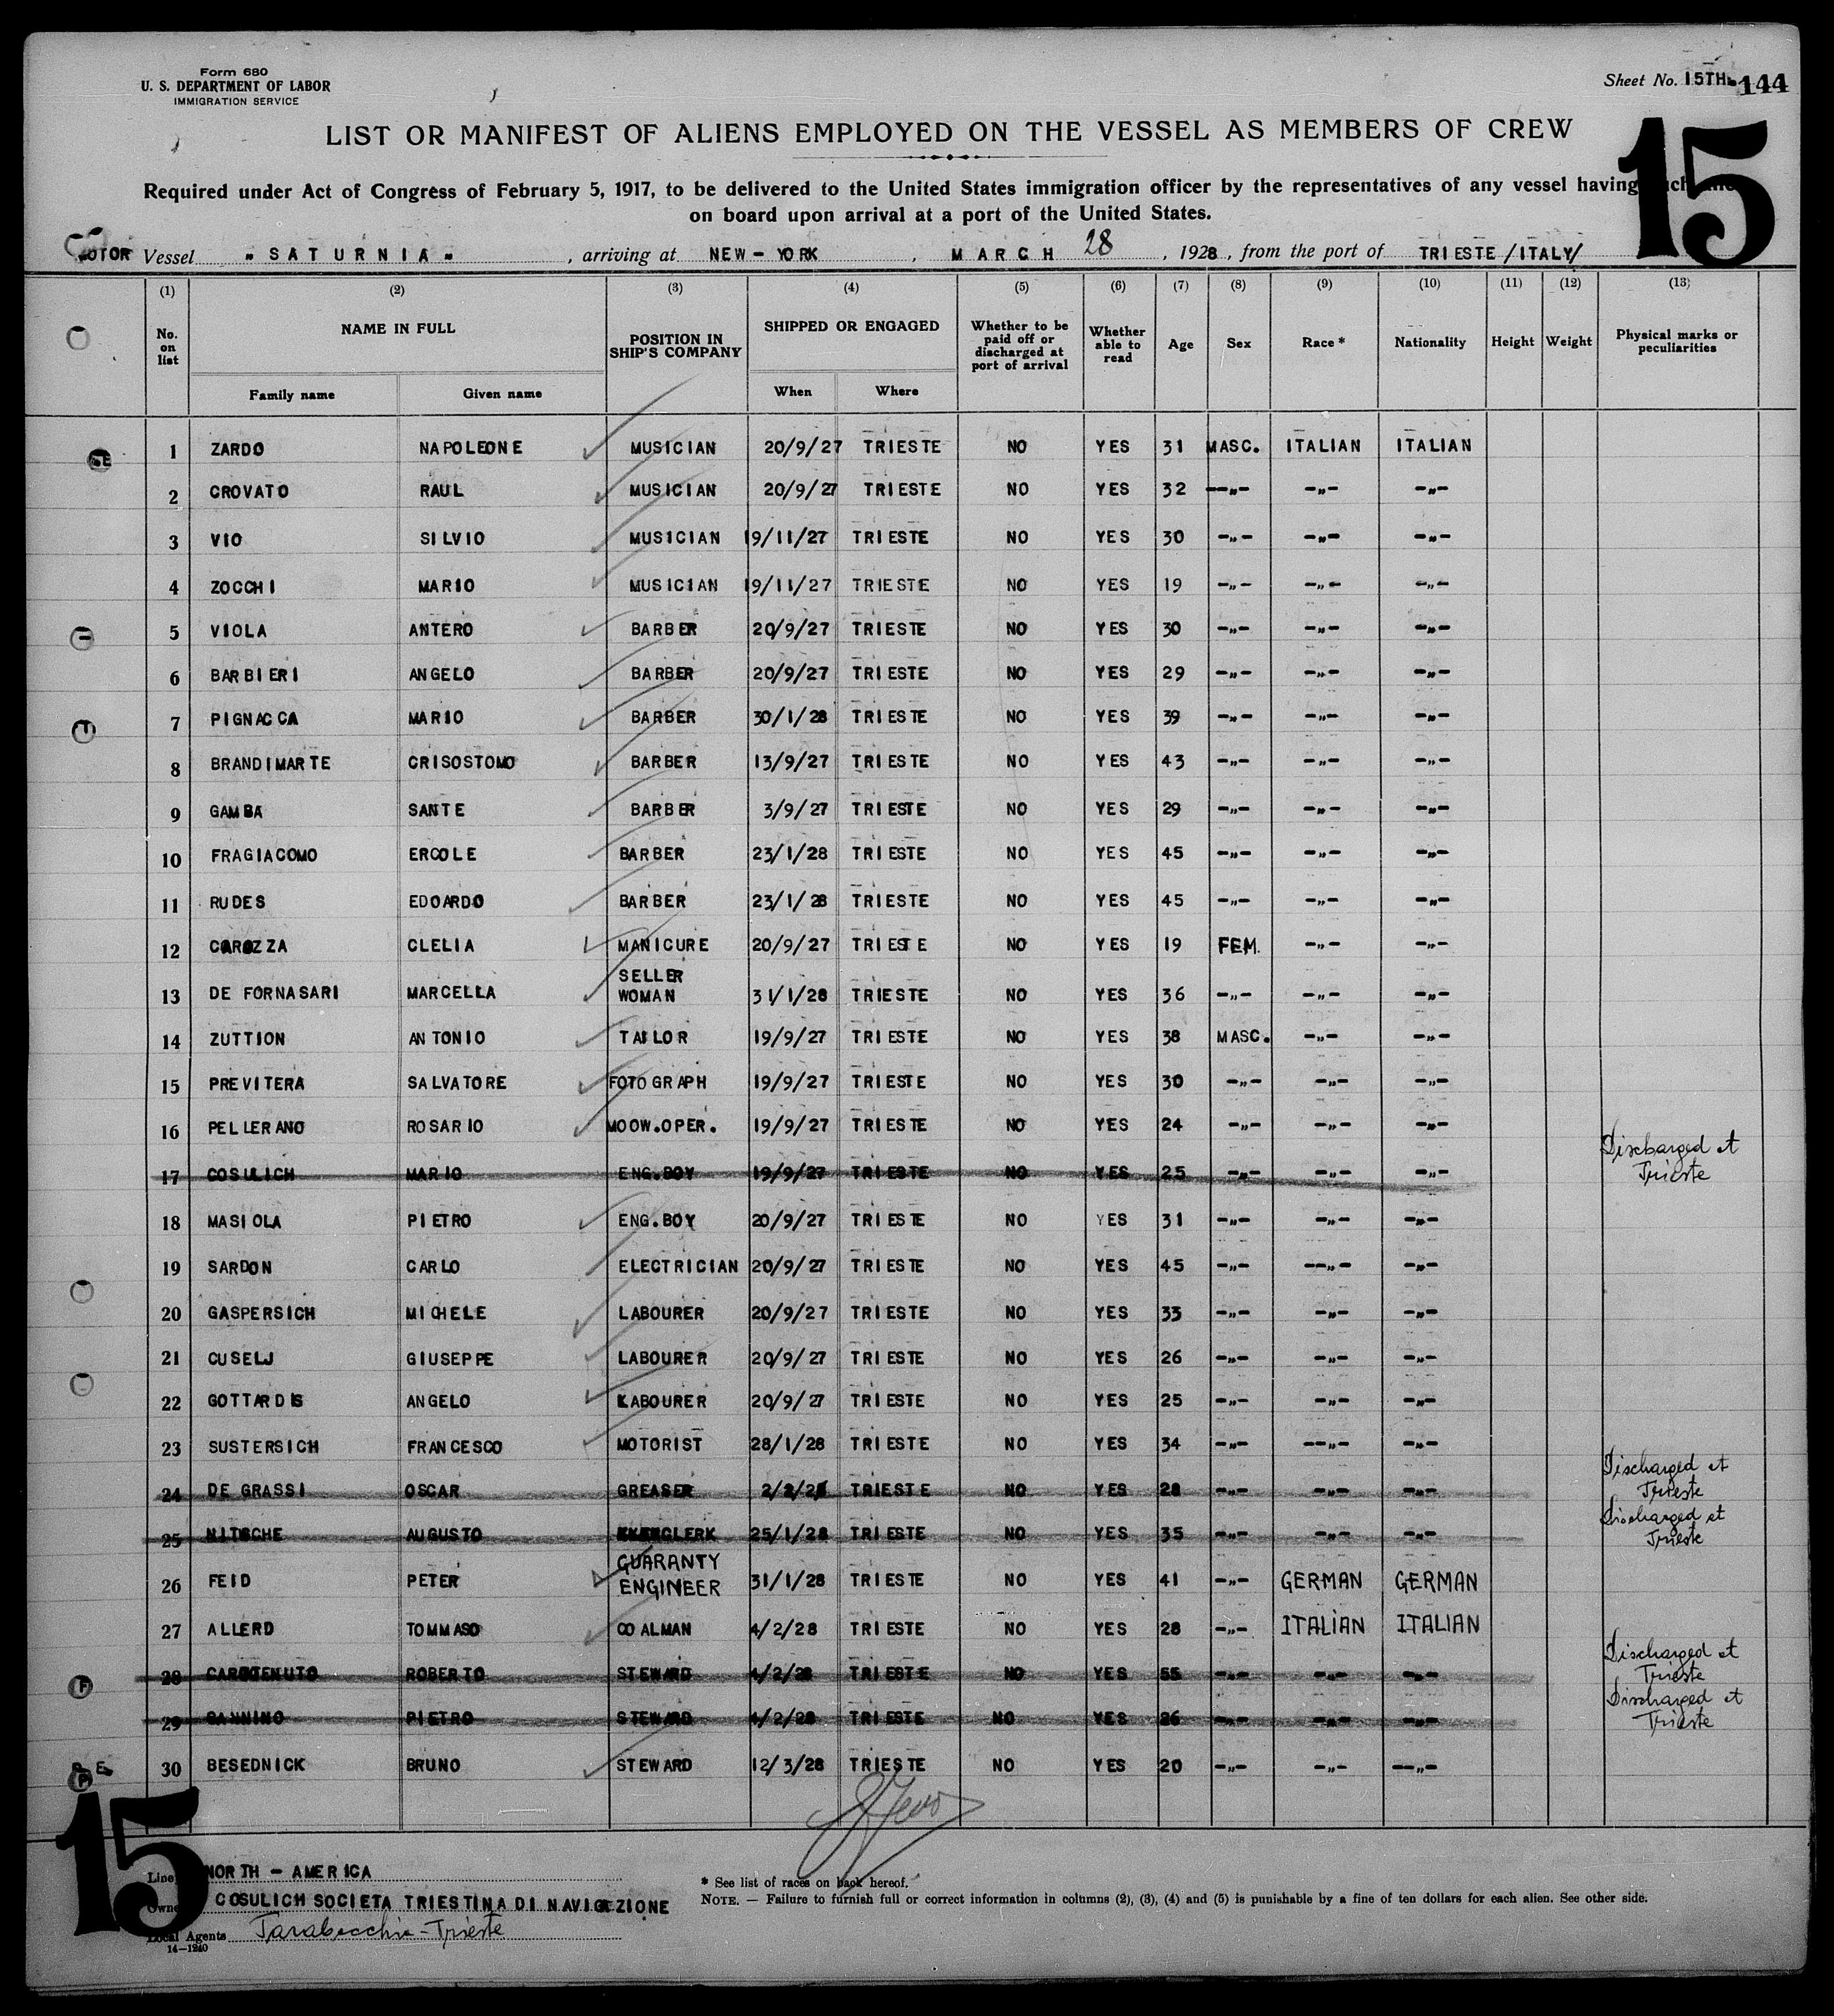 Form 680
U. S. DEPARTMENT OF LABOR
IMMIGRATION SERVICE
Sheet No. 15TH. 144
15
LIST OR MANIFEST OF ALIENS EMPLOYED ON THE VESSEL AS MEMBERS OF CREW
Required under Act of Congress of February 5, 1917, to be delivered to the United States immigration officer by the representatives of any vessel having
on board upon arrival at a port of the United States.
MOTOR Vessel "SATURNIA", arriving at NEW-YORK, MARCH 28, 1928, from the port of TRIESTE/ITALY/
(1) (2) (3) (4) (5) (6) (7) (8) (9) (10) (11) (12) (13)
No. on list NAME IN FULL POSITION IN SHIP'S COMPANY SHIPPED OR ENGAGED Whether to be paid off or discharged at port of arrival Whether able to read Age Sex Race * Nationality Height Weight Physical marks or peculiarities
Family name Given name When Where
1 ZARDO NAPOLEONE MUSICIAN 20/9/27 TRIESTE NO YES 31 MASC. ITALIAN ITALIAN
2 CROVATO RAUL MUSICIAN 20/9/27 TRIESTE NO YES 32 --"- -"- -"-
3 VIO SILVIO MUSICIAN 19/11/27 TRIESTE NO YES 30 -"- -"- -"-
4 ZOCCHI MARIO MUSICIAN 19/11/27 TRIESTE NO YES 19 -"- -"- -"-
5 VIOLA ANTERO BARBER 20/9/27 TRIESTE NO YES 30 -"- -"- -"-
6 BARBIERI ANGELO BARBER 20/9/27 TRIESTE NO YES 29 -"- -"- -"-
7 PIGNACCA MARIO BARBER 30/1/28 TRIESTE NO YES 39 -"- -"- -"-
8 BRANDIMARTE CRISOSTOMO BARBER 13/9/27 TRIESTE NO YES 43 -"- -"- -"-
9 GAMBA SANTE BARBER 3/9/27 TRIESTE NO YES 29 -"- -"- -"-
10 FRAGIACOMO ERCOLE BARBER 23/1/28 TRIESTE NO YES 45 -"- -"- -"-
11 RUDES EDOARDO BARBER 23/1/28 TRIESTE NO YES 45 -"- -"- -"-
12 CAROZZA CLELIA MANICURE 20/9/27 TRIESTE NO YES 19 FEM. -"- -"-
13 DE FORNASARI MARCELLA SELLER WOMAN 31/1/28 TRIESTE NO YES 36 -"- -"- -"-
14 ZUTTION ANTONIO TAILOR 19/9/27 TRIESTE NO YES 38 MASC. -"- -"-
15 PREVITERA SALVATORE FOTOGRAPH 19/9/27 TRIESTE NO YES 30 -"- -"- -"-
16 PELLERANO ROSARIO MOOW.OPER. 19/9/27 TRIESTE NO YES 24 -"- -"- -"-
17 COSULICH MARIO ENG.BOY 19/9/27 TRIESTE NO YES 25 -"- -"- -"- Discharged at Trieste
18 MASIOLA PIETRO ENG.BOY 20/9/27 TRIESTE NO YES 31 -"- -"- -"-
19 SARDON CARLO ELECTRICIAN 20/9/27 TRIESTE NO YES 45 -"- --"- -"-
20 GASPERSICH MICHELE LABOURER 20/9/27 TRIESTE NO YES 33 -"- -"- -"-
21 CUSELJ GIUSEPPE LABOURER 20/9/27 TRIESTE NO YES 26 -"- -"- -"-
22 GOTTARDIS ANGELO LABOURER 20/9/27 TRIESTE NO YES 25 -"- -"- -"-
23 SUSTERSICH FRANCESCO MOTORIST 28/1/28 TRIESTE NO YES 34 -"- --"- -"-
24 DE GRASSI OSCAR GREASER 2/2/28 TRIESTE NO YES 28 -"- -"- -"- Discharged at Trieste
25 NITSCHE AUGUSTO CLERK 25/1/28 TRIESTE NO YES 35 -"- -"- -"- Discharged at Trieste
26 FEID PETER GUARANTY ENGINEER 31/1/28 TRIESTE NO YES 41 -"- GERMAN GERMAN
27 ALLERD TOMMASO COALMAN 4/2/28 TRIESTE NO YES 28 -"- ITALIAN ITALIAN
28 CAROTENUTO ROBERTO STEWARD 4/2/28 TRIESTE NO YES 55 -"- -"- -"- Discharged at Trieste
29 CANNINO PIETRO STEWARD 4/2/28 TRIESTE NO YES 26 -"- -"- -"- Discharged at Trieste
30 BESEDNICK BRUNO STEWARD 12/3/28 TRIESTE NO YES 20 -"- -"- --"-
15
Line NORTH - AMERICA
Owne COSULICH SOCIETA TRIESTINA DI NAVIGAZIONE
Local Agents Tarabocchia-Trieste
14-1240
* See list of races on back hereof.
NOTE. — Failure to furnish full or correct information in columns (2), (3), (4) and (5) is punishable by a fine of ten dollars for each alien. See other side.